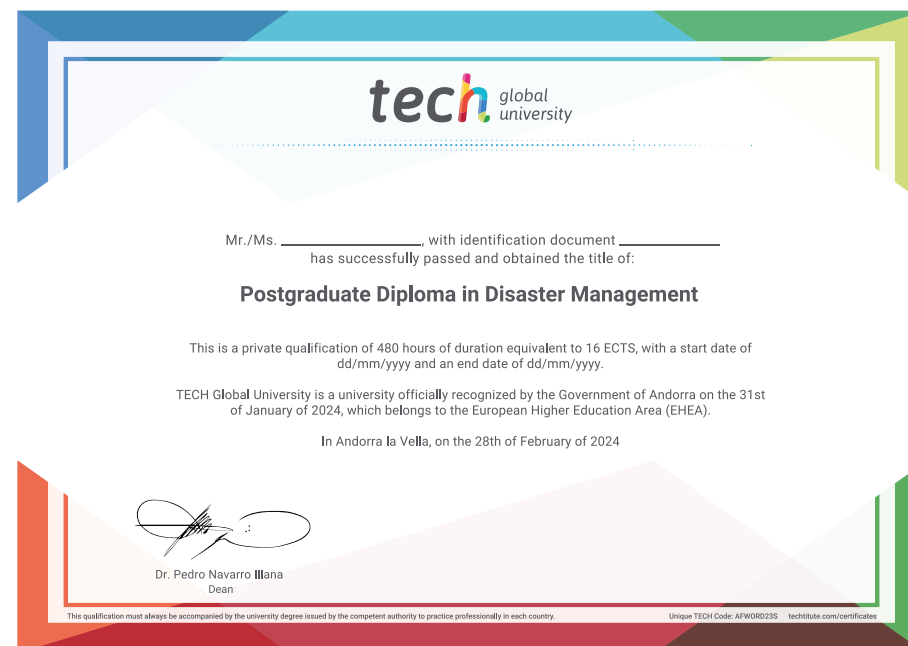 tech global university
Mr./Ms. ____________________, with identification document ______________
has successfully passed and obtained the title of:
Postgraduate Diploma in Disaster Management
This is a private qualification of 480 hours of duration equivalent to 16 ECTS, with a start date of
dd/mm/yyyy and an end date of dd/mm/yyyy.
TECH Global University is a university officially recognized by the Government of Andorra on the 31st
of January of 2024, which belongs to the European Higher Education Area (EHEA).
In Andorra la Vella, on the 28th of February of 2024
Dr. Pedro Navarro Illana
Dean
This qualification must always be accompanied by the university degree issued by the competent authority to practice professionally in each country.
Unique TECH Code: AFWORD23S techtitute.com/certificates